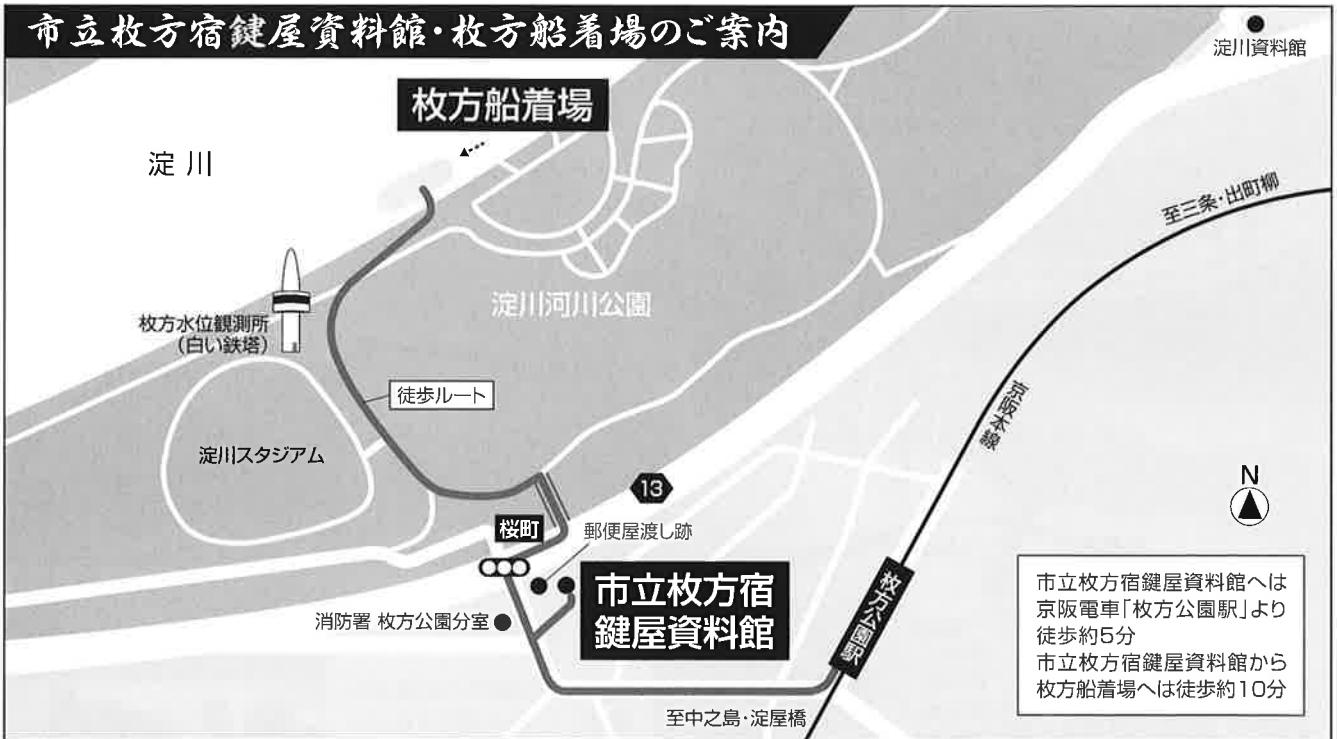 市立枚方宿鍵屋資料館・枚方船着場のご案内
淀川資料館
枚方船着場
淀川
至三条・出町柳
淀川河川公園
枚方水位観測所
(白い鉄塔)
徒歩ルート
京阪本線
淀川スタジアム
N
13
桜町
郵便屋渡し跡
市立枚方宿
鍵屋資料館
枚方公園駅
消防署 枚方公園分室
市立枚方宿鍵屋資料館へは
京阪電車「枚方公園駅」より
徒歩約5分
市立枚方宿鍵屋資料館から
枚方船着場へは徒歩約10分
至中之島・淀屋橋